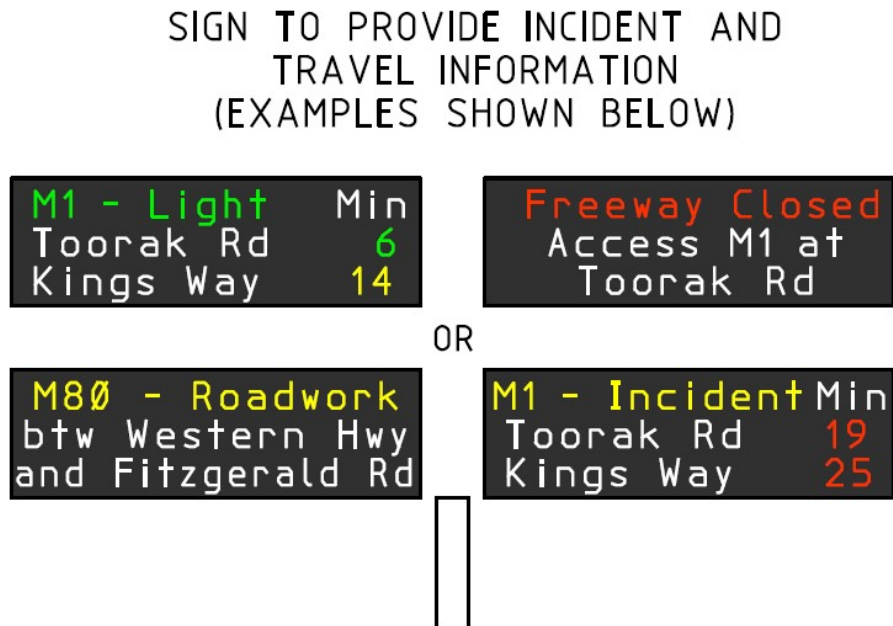 SIGN TO PROVIDE INCIDENT AND
TRAVEL INFORMATION
(EXAMPLES SHOWN BELOW)
M1 - Light Min
Toorak Rd 6
Kings Way 14
Freeway Closed
Access M1 at
Toorak Rd
OR
M80 - Roadwork
btw Western Hwy
and Fitzgerald Rd
M1 - Incident Min
Toorak Rd 19
Kings Way 25